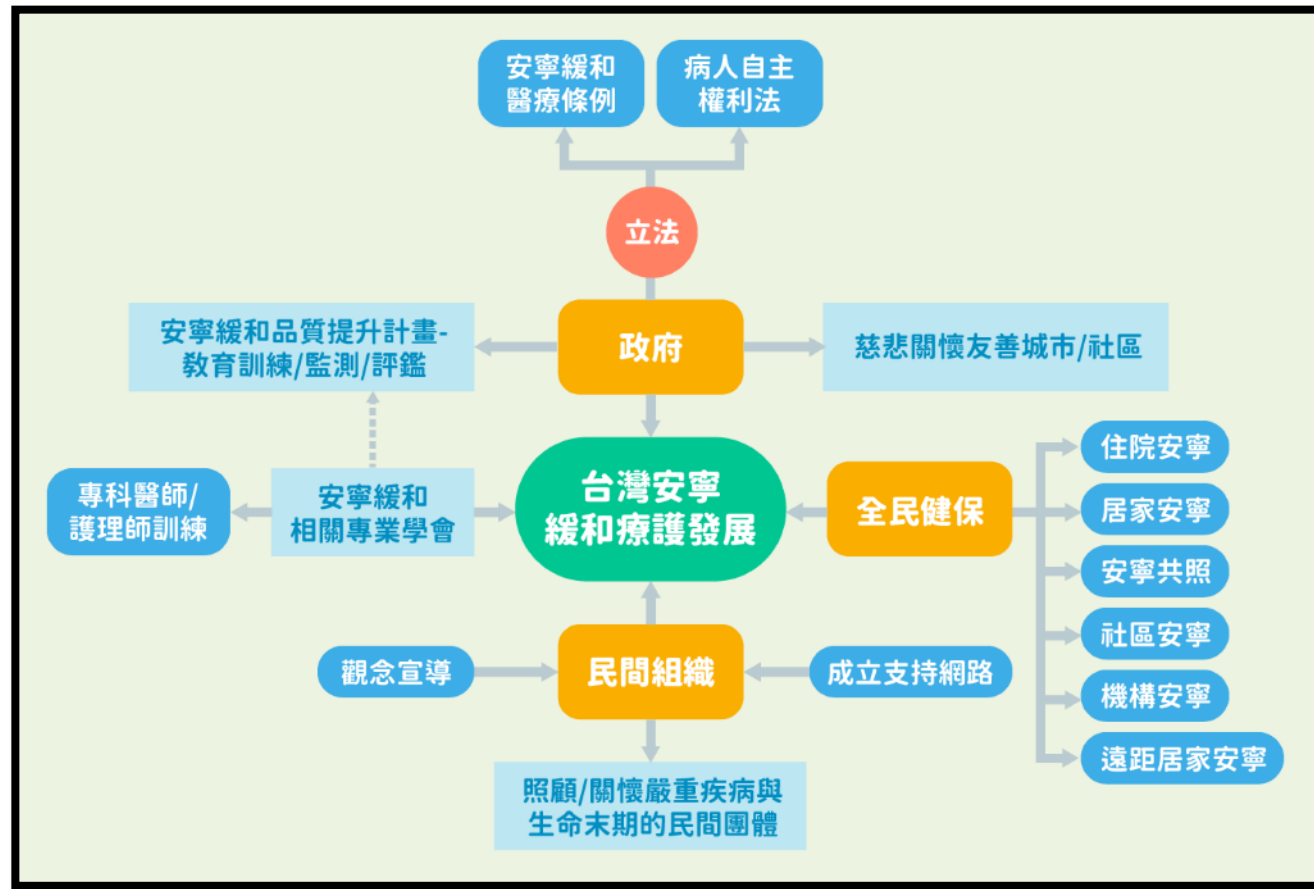 安寧緩和
醫療條例
病人自主
權利法
立法
安寧緩和品質提升計畫-
教育訓練/監測/評鑑
政府
慈悲關懷友善城市/社區
專科醫師/
護理師訓練
安寧緩和
相關專業學會
台灣安寧
緩和療護發展
全民健保
住院安寧
居家安寧
安寧共照
社區安寧
機構安寧
遠距居家安寧
觀念宣導
民間組織
成立支持網路
照顧/關懷嚴重疾病與
生命末期的民間團體